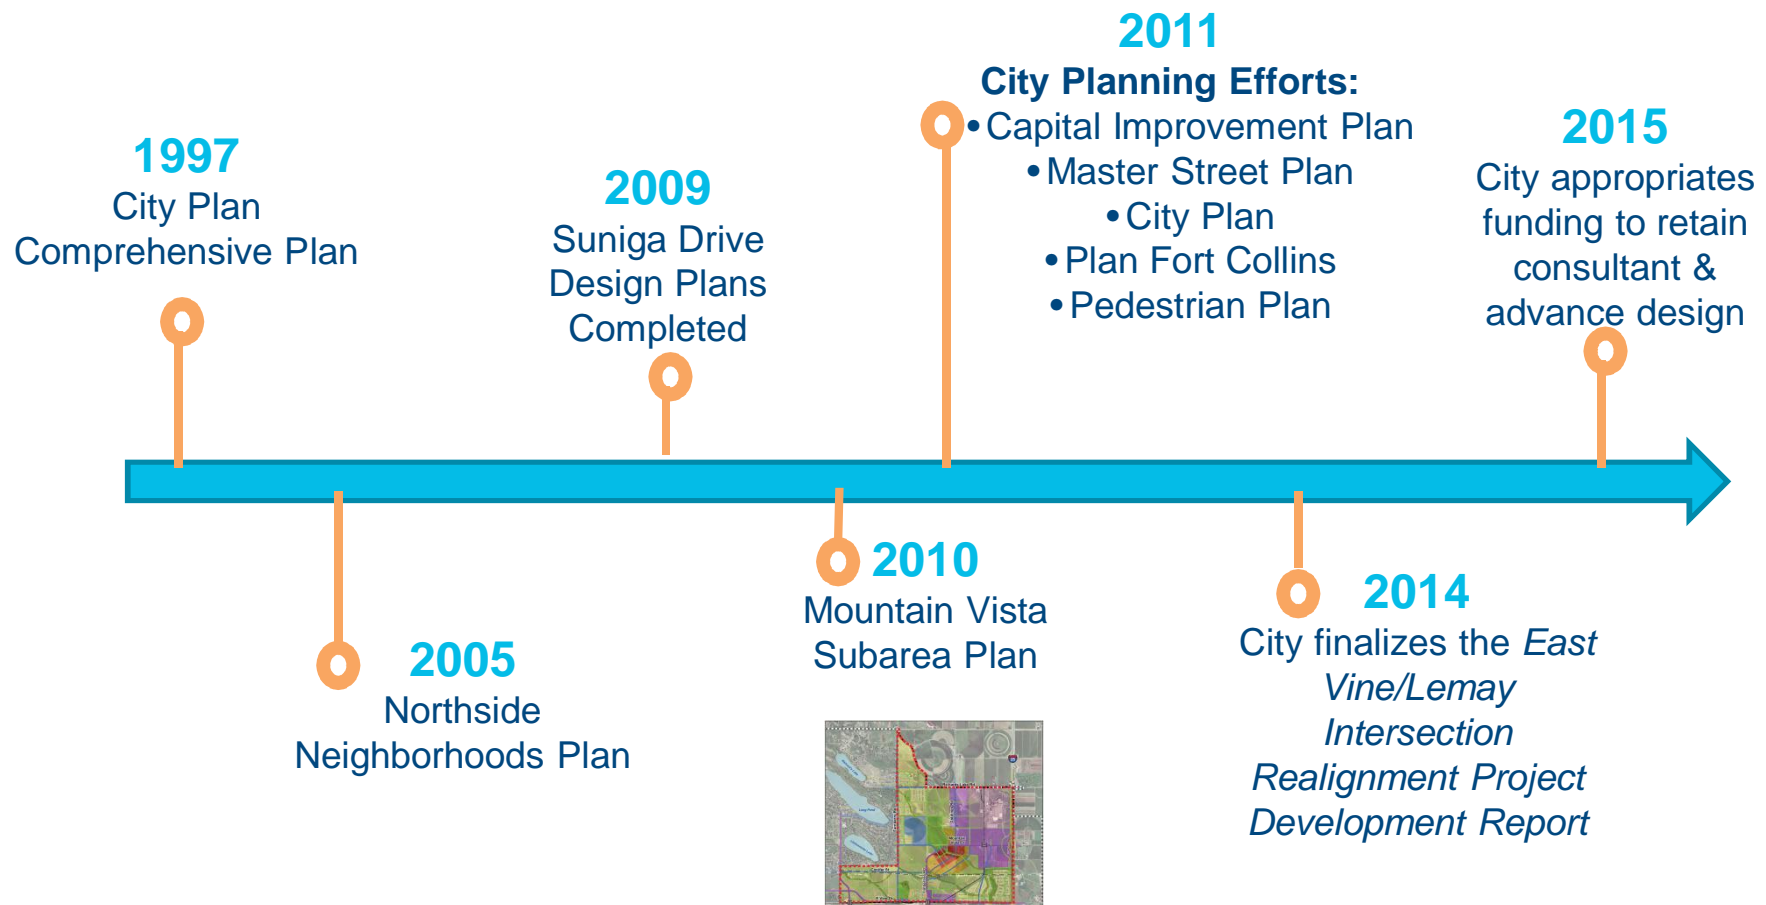 1997
City Plan
Comprehensive Plan
2005
Northside
Neighborhoods Plan
2009
Suniga Drive
Design Plans
Completed
2010
Mountain Vista
Subarea Plan
2011
City Planning Efforts:
•Capital Improvement Plan
•Master Street Plan
•City Plan
•Plan Fort Collins
•Pedestrian Plan
2014
City finalizes the East
Vine/Lemay
Intersection
Realignment Project
Development Report
2015
City appropriates
funding to retain
consultant &
advance design